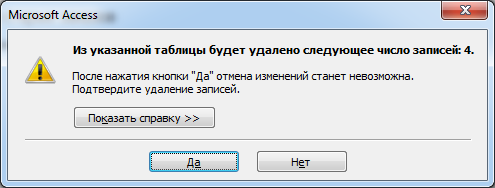 Microsoft Access
Из указанной таблицы будет удалено следующее число записей: 4.
После нажатия кнопки "Да" отмена изменений станет невозможна.
Подтвердите удаление записей.
Показать справку >>
Да
Нет